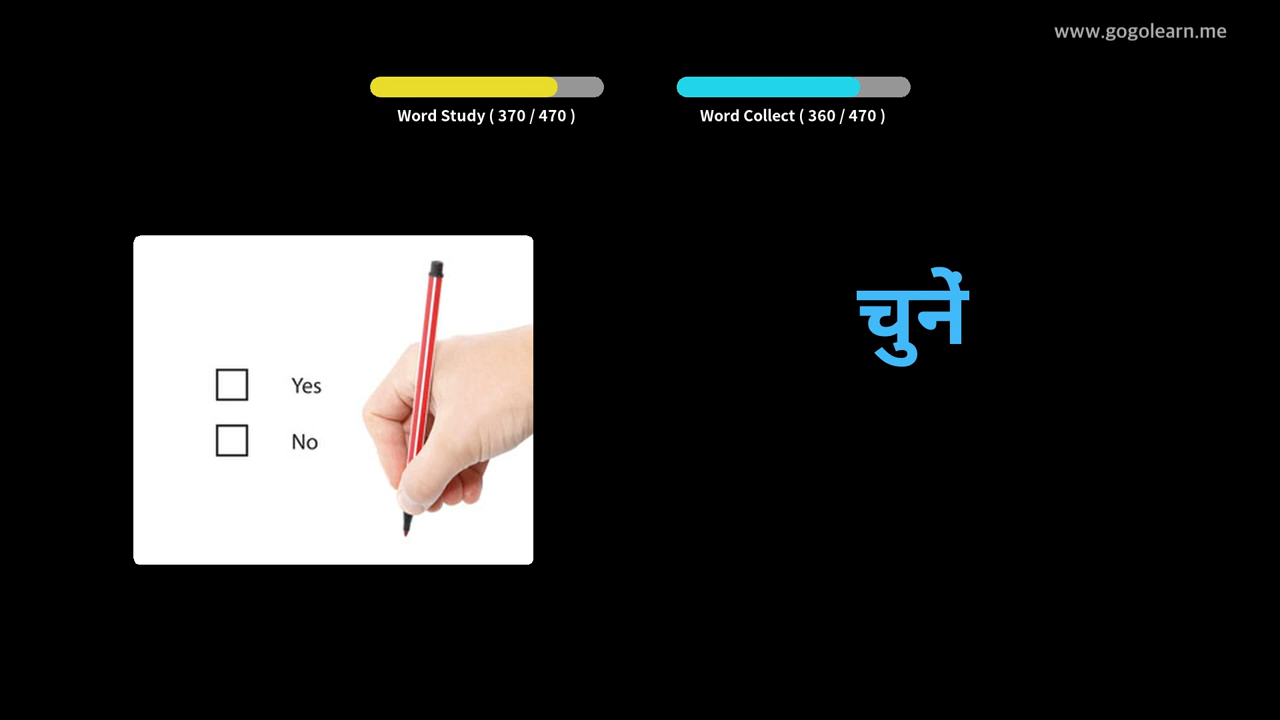 www.gogolearn.me
Word Study ( 370 / 470 )
Word Collect ( 360 / 470 )
चुनें
Yes
No